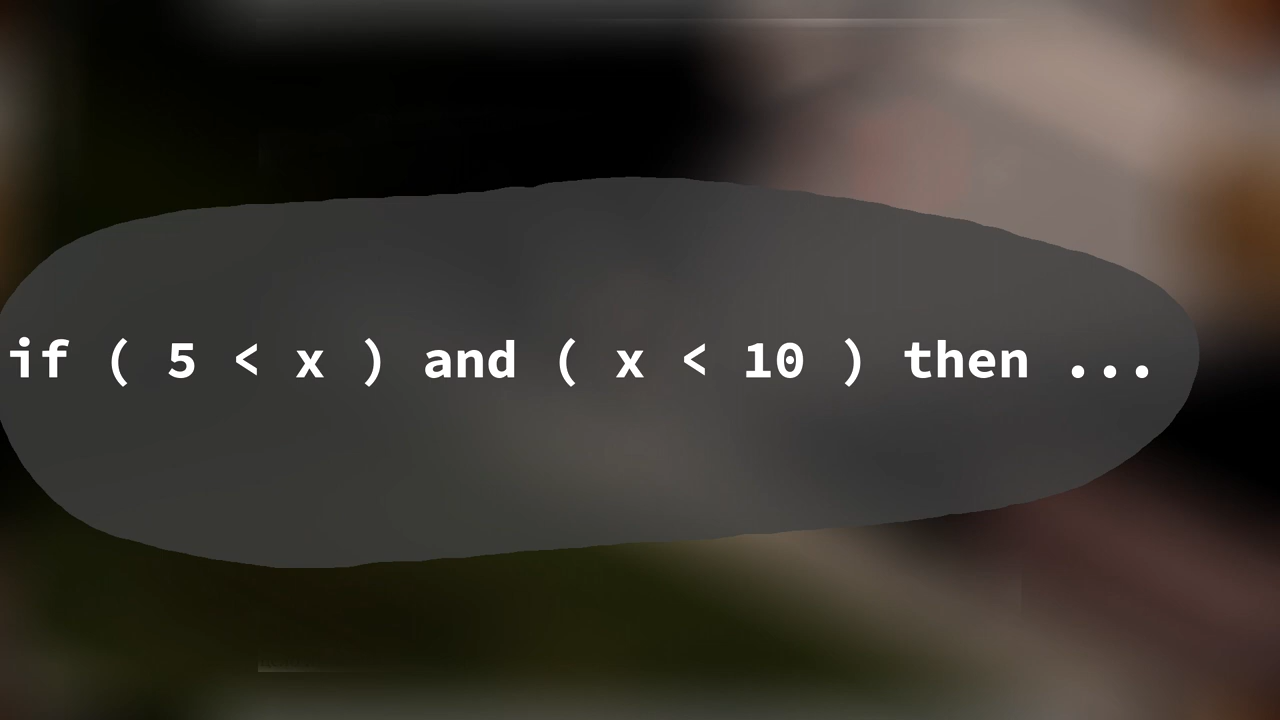 if ( 5 < x ) and ( x < 10 ) then ...